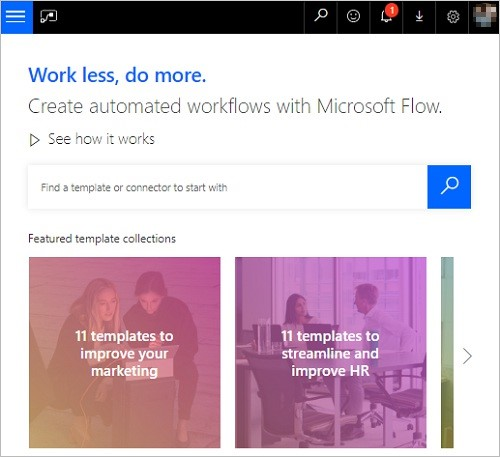 1
Work less, do more.
Create automated workflows with Microsoft Flow.
See how it works
Find a template or connector to start with
Featured template collections
11 templates to
improve your
marketing
11 templates to
streamline and
improve HR